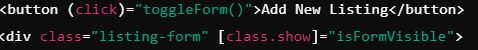 <button (click)="toggleForm()">Add New Listing</button>
<div class="listing-form" [class.show]="isFormVisible">